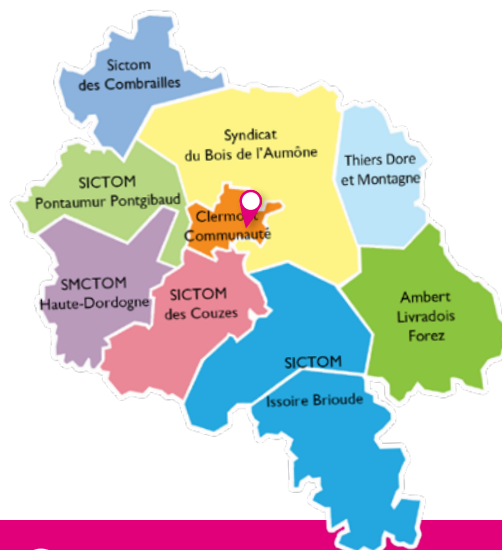 Sictom
des Combrailles
Syndicat
du Bois de l'Aumône
Thiers Dore
et Montagne
SICTOM
Pontaumur Pontgibaud
Clermont
Communauté
SMCTOM
Haute-Dordogne
SICTOM
des Couzes
Ambert
Livradois
Forez
SICTOM
Issoire Brioude